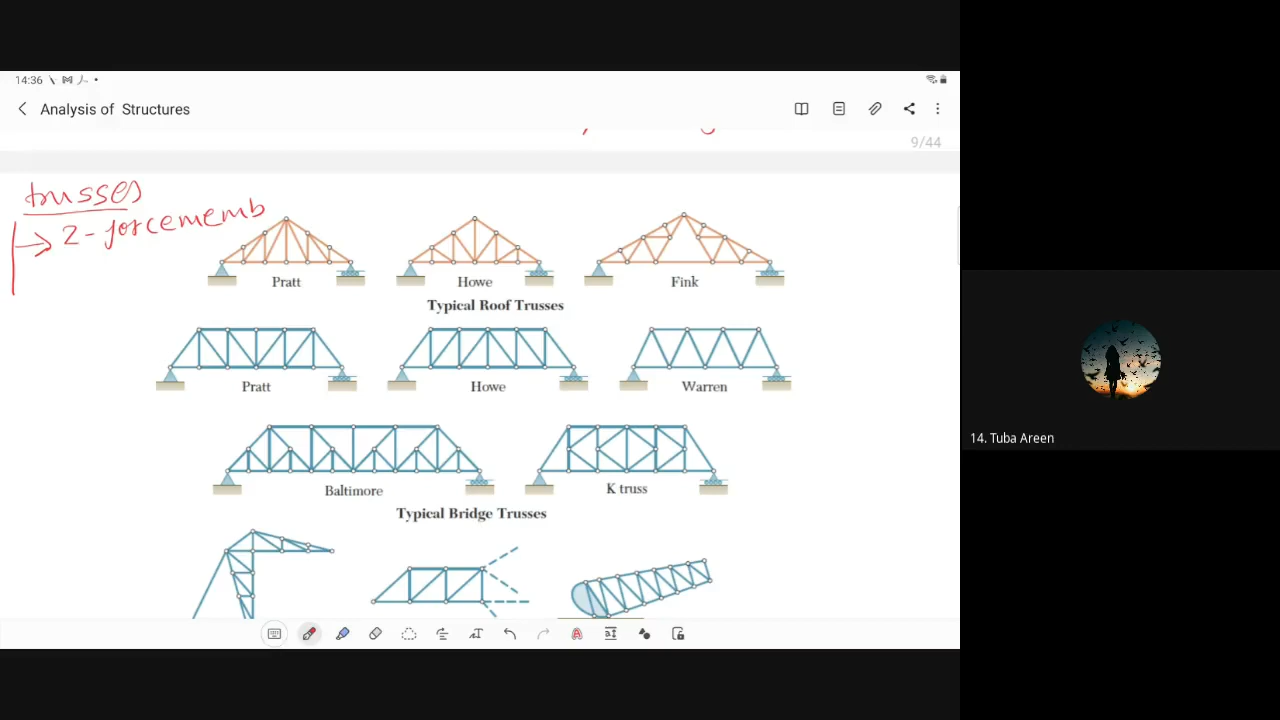 14:36
Analysis of Structures
9/44
trusses
→ 2-forcememb
Pratt
Howe
Fink
Typical Roof Trusses
Pratt
Howe
Warren
Baltimore
K truss
Typical Bridge Trusses
14. Tuba Areen